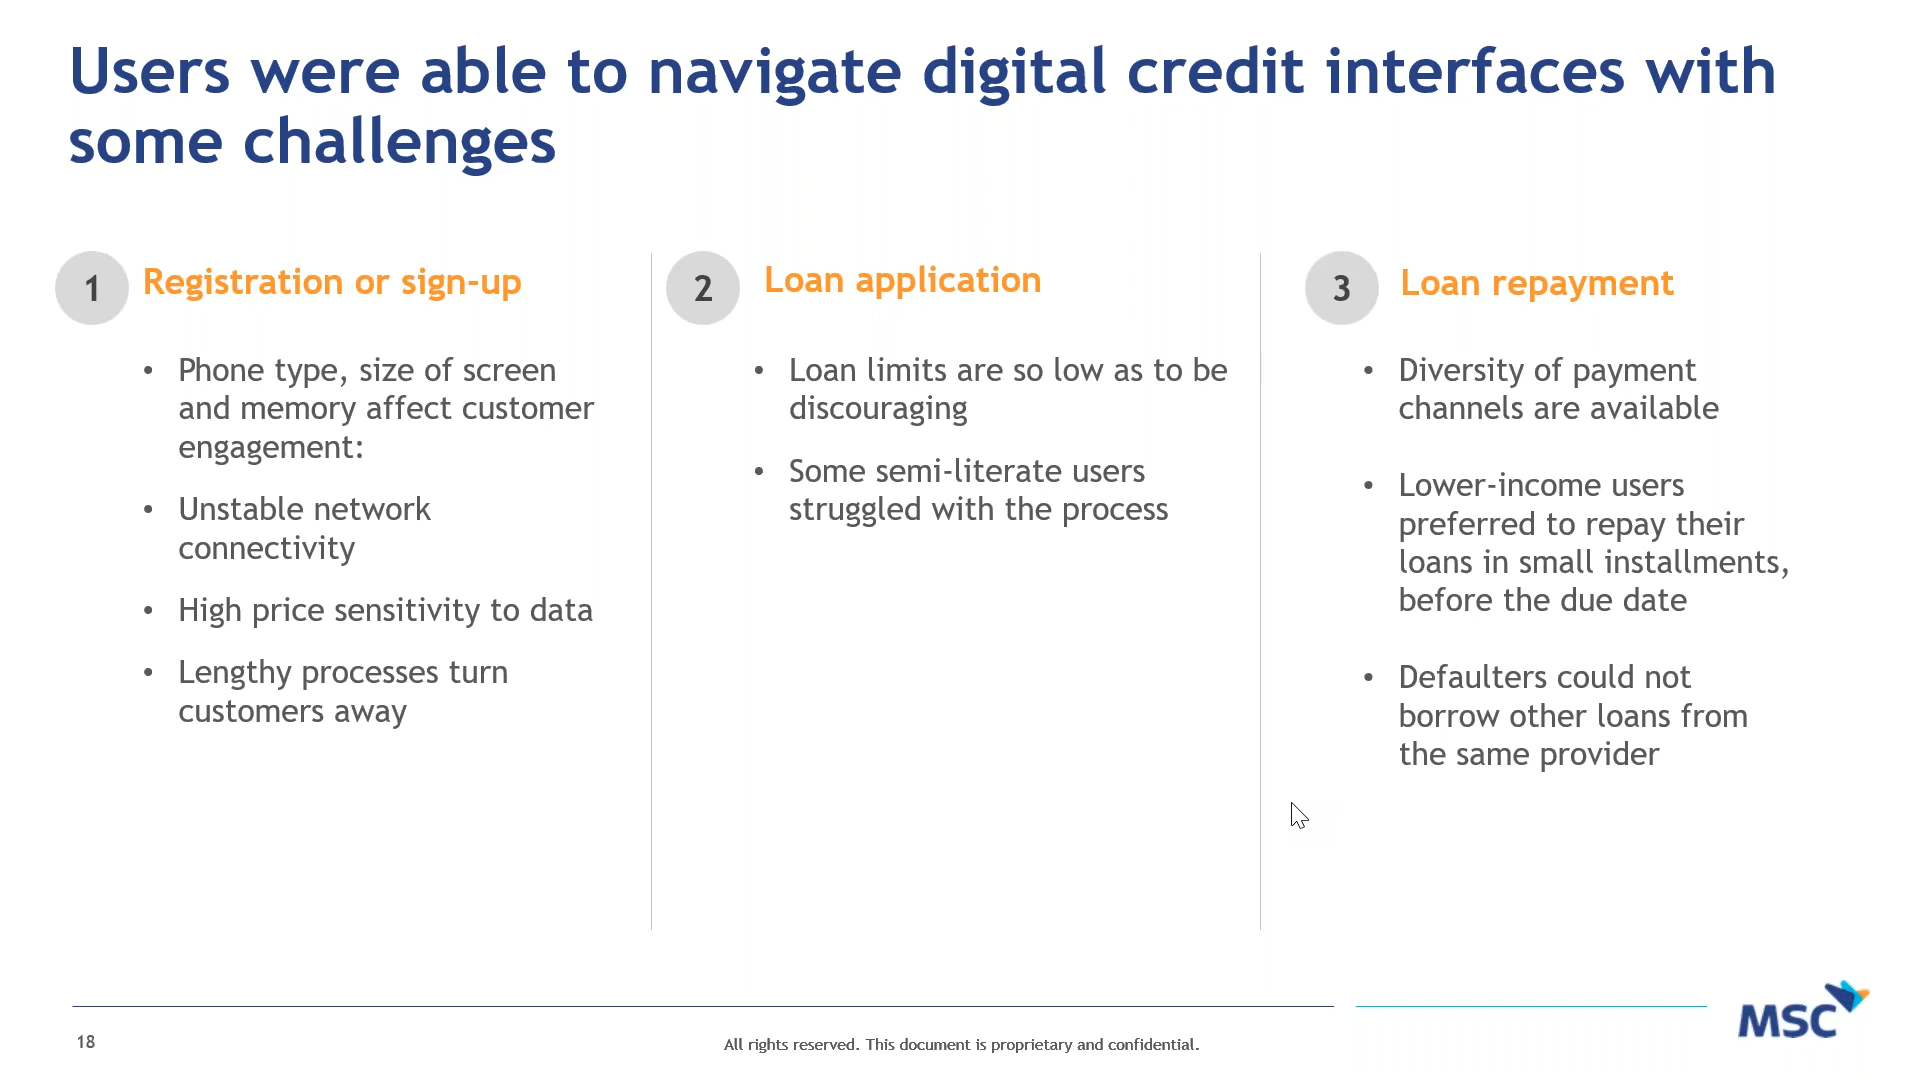 Users were able to navigate digital credit interfaces with
some challenges
1
Registration or sign-up
• Phone type, size of screen
and memory affect customer
engagement:
• Unstable network
connectivity
• High price sensitivity to data
• Lengthy processes turn
customers away
2
Loan application
• Loan limits are so low as to be
discouraging
• Some semi-literate users
struggled with the process
3
Loan repayment
• Diversity of payment
channels are available
• Lower-income users
preferred to repay their
loans in small installments,
before the due date
• Defaulters could not
borrow other loans from
the same provider
18
All rights reserved. This document is proprietary and confidential.
MSC